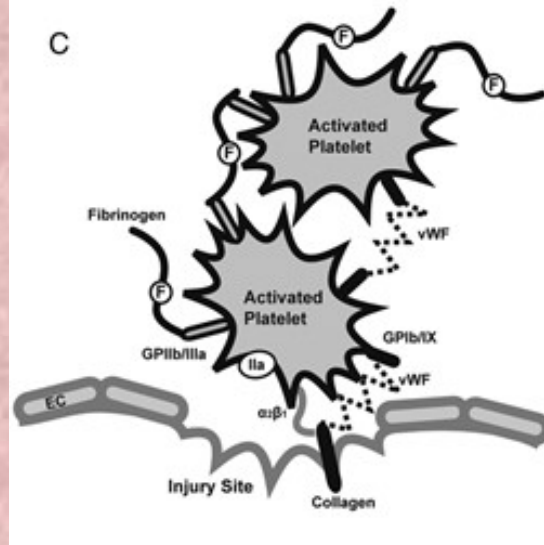 C
F
F
Activated
Platelet
F
Fibrinogen
vWF
F
Activated
Platelet
GPIb/IX
GPIIb/IIIa
IIa
vWF
EC
α₂β₁
Injury Site
Collagen